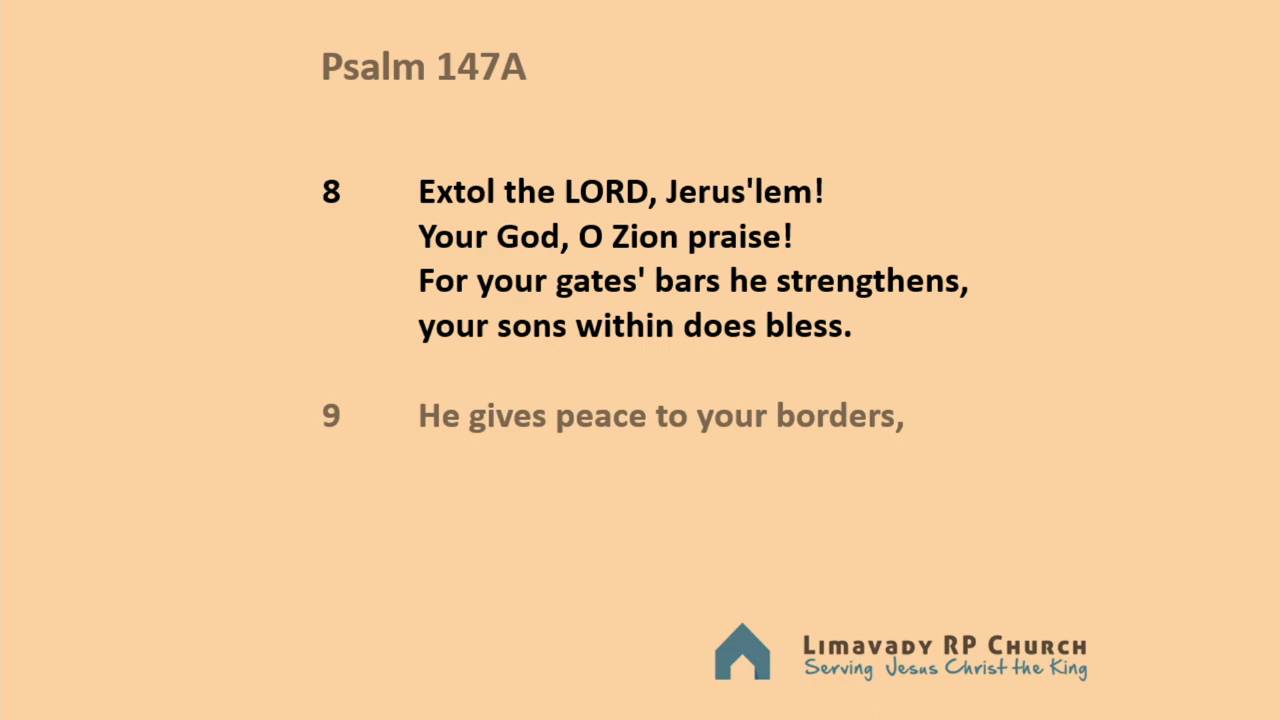 Psalm 147A
8 Extol the LORD, Jerus'lem!
Your God, O Zion praise!
For your gates' bars he strengthens,
your sons within does bless.
9 He gives peace to your borders,
LIMAVADY RP CHURCH
Serving Jesus Christ the King